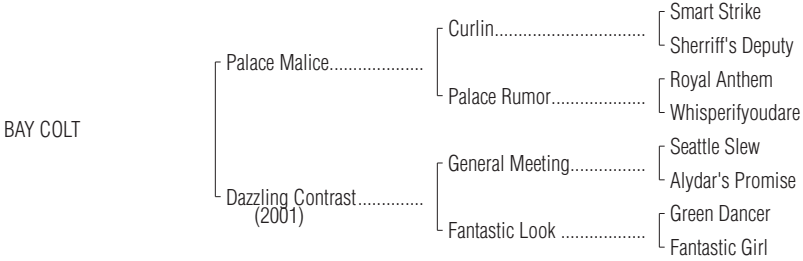 Smart Strike
Curlin................................
Sherriff's Deputy
Palace Malice....................
Royal Anthem
Palace Rumor....................
Whisperifyoudare
BAY COLT
Seattle Slew
General Meeting................
Alydar's Promise
Dazzling Contrast..............
(2001)
Green Dancer
Fantastic Look ..................
Fantastic Girl